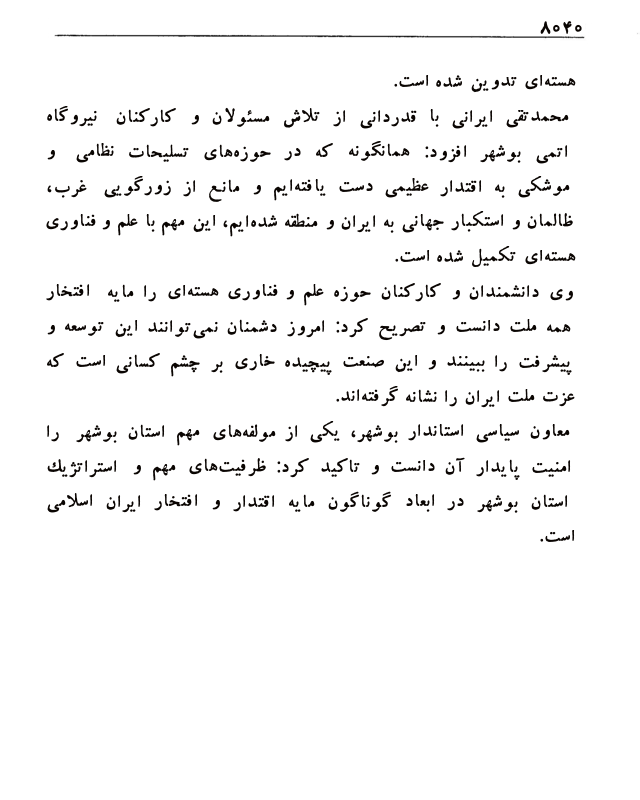 ۸۰۴۰
هسته‌ای تدوین شده است.
محمدتقی ایرانی با قدردانی از تلاش مسئولان و کارکنان نیروگاه
اتمی بوشهر افزود: همانگونه که در حوزه‌های تسلیحات نظامی و
موشکی به اقتدار عظیمی دست یافته‌ایم و مانع از زورگویی غرب،
ظالمان و استکبار جهانی به ایران و منطقه شده‌ایم، این مهم با علم و فناوری
هسته‌ای تکمیل شده است.
وی دانشمندان و کارکنان حوزه علم و فناوری هسته‌ای را مایه افتخار
همه ملت دانست و تصریح کرد: امروز دشمنان نمی‌توانند این توسعه و
پیشرفت را ببینند و این صنعت پیچیده خاری بر چشم کسانی است که
عزت ملت ایران را نشانه گرفته‌اند.
معاون سیاسی استاندار بوشهر، یکی از مولفه‌های مهم استان بوشهر را
امنیت پایدار آن دانست و تاکید کرد: ظرفیت‌های مهم و استراتژیك
استان بوشهر در ابعاد گوناگون مایه اقتدار و افتخار ایران اسلامی
است.